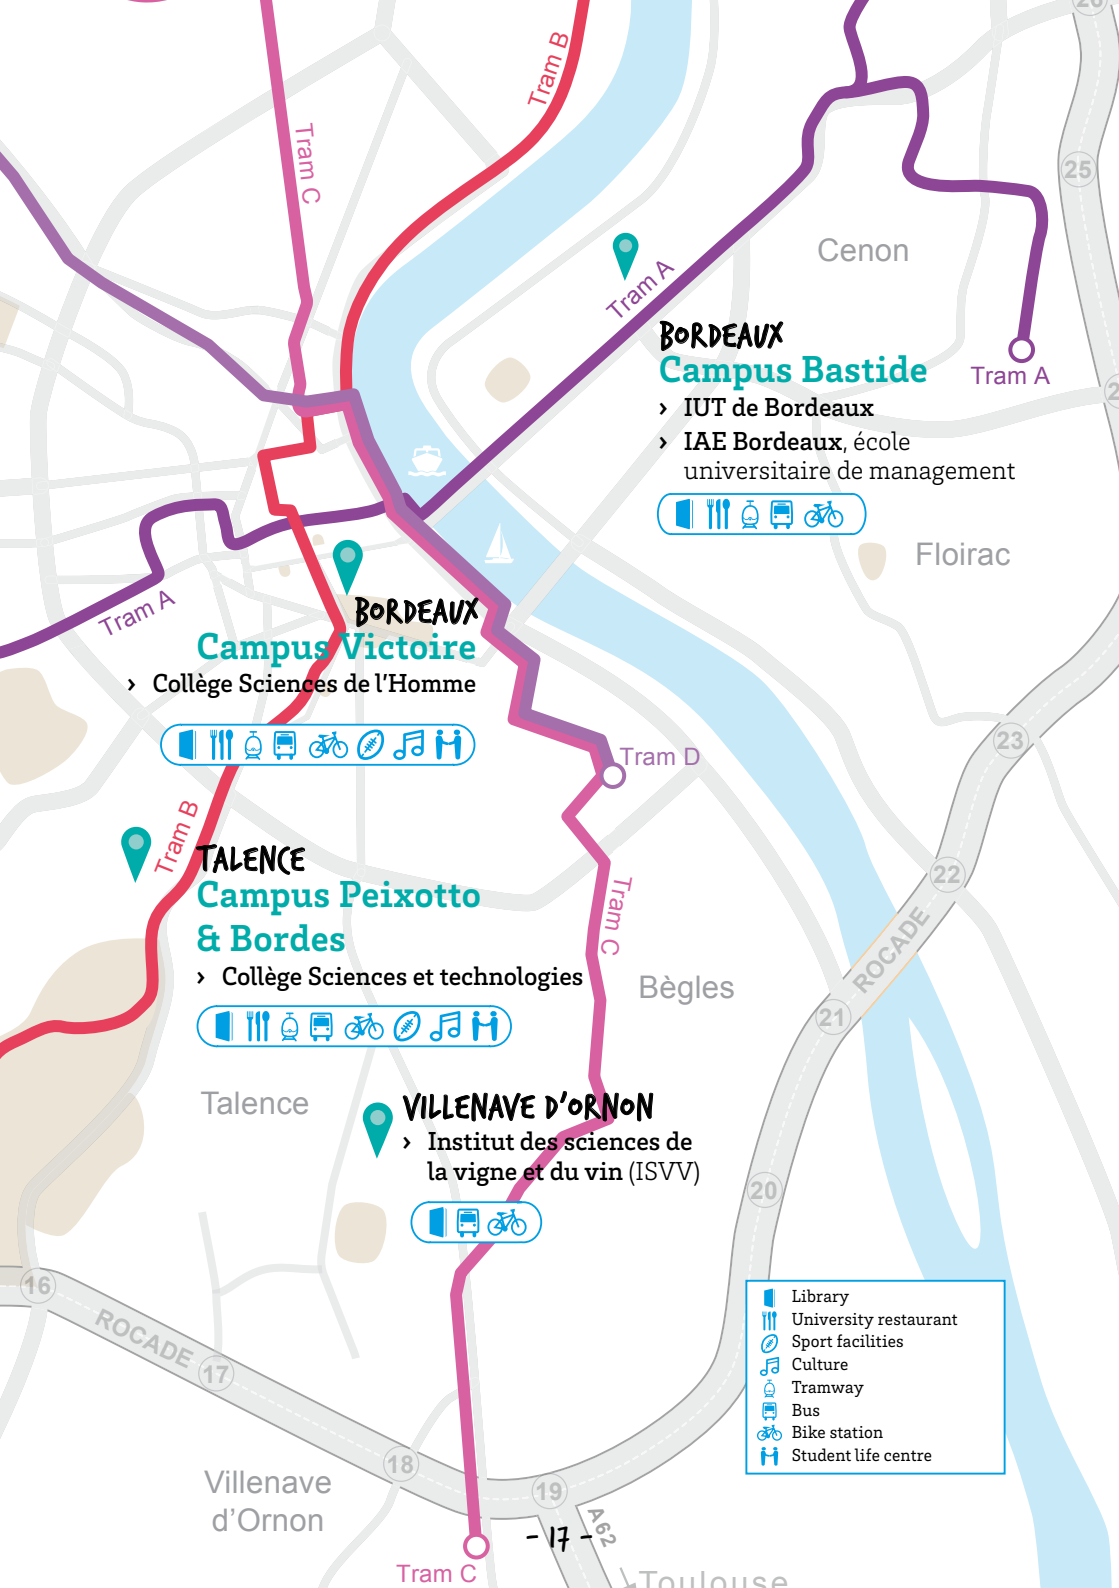 26
Tram B
Tram C
25
Cenon
Tram A
BORDEAUX
Campus Bastide
Tram A
› IUT de Bordeaux
› IAE Bordeaux, école
universitaire de management
Floirac
Tram A
BORDEAUX
Campus Victoire
› Collège Sciences de l'Homme
23
Tram D
Tram B
TALENCE
Campus Peixotto
& Bordes
› Collège Sciences et technologies
22
Tram C
ROCADE
Bègles
21
Talence
VILLENAVE D'ORNON
› Institut des sciences de
la vigne et du vin (ISVV)
20
16
ROCADE
17
Library
University restaurant
Sport facilities
Culture
Tramway
Bus
Bike station
Student life centre
18
Villenave
d'Ornon
19
A62
- 17 -
Tram C
Toulouse